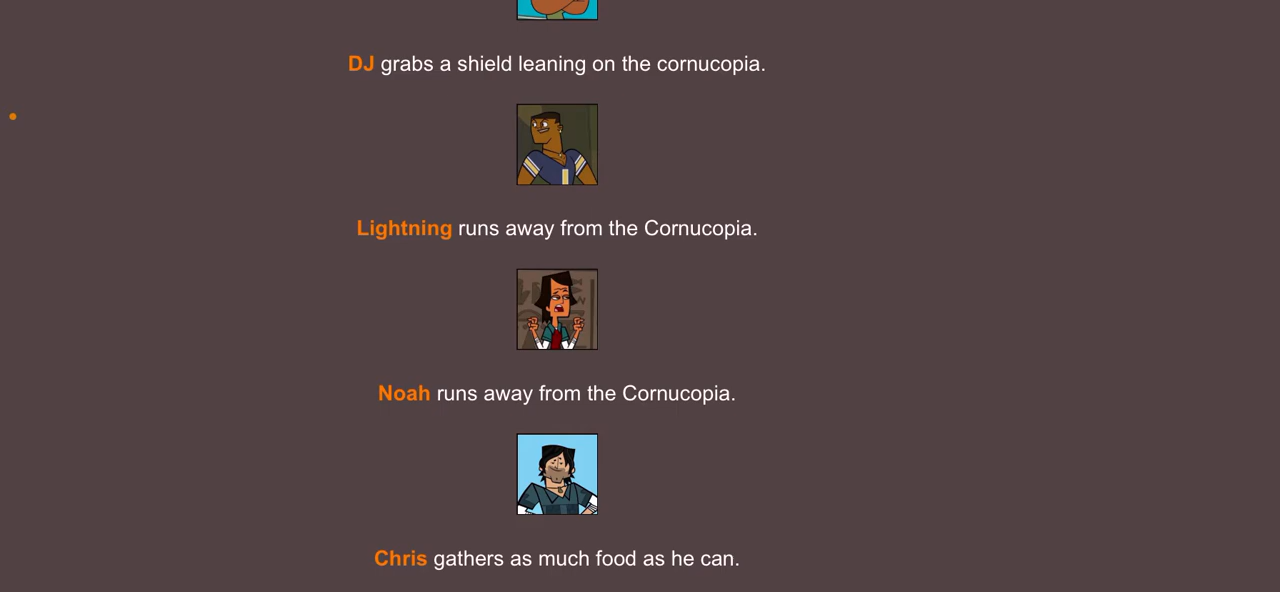 DJ grabs a shield leaning on the cornucopia.
Lightning runs away from the Cornucopia.
Noah runs away from the Cornucopia.
Chris gathers as much food as he can.